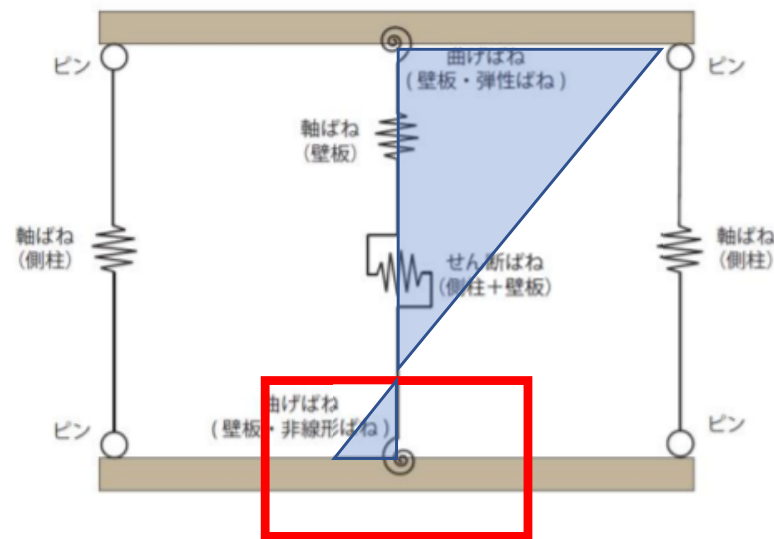 ピン
ピン
曲げばね
(壁板・弾性ばね)
軸ばね
(壁板)
軸ばね
(側柱)
せん断ばね
(側柱+壁板)
軸ばね
(側柱)
曲げばね
(壁板・非線形ばね)
ピン
ピン